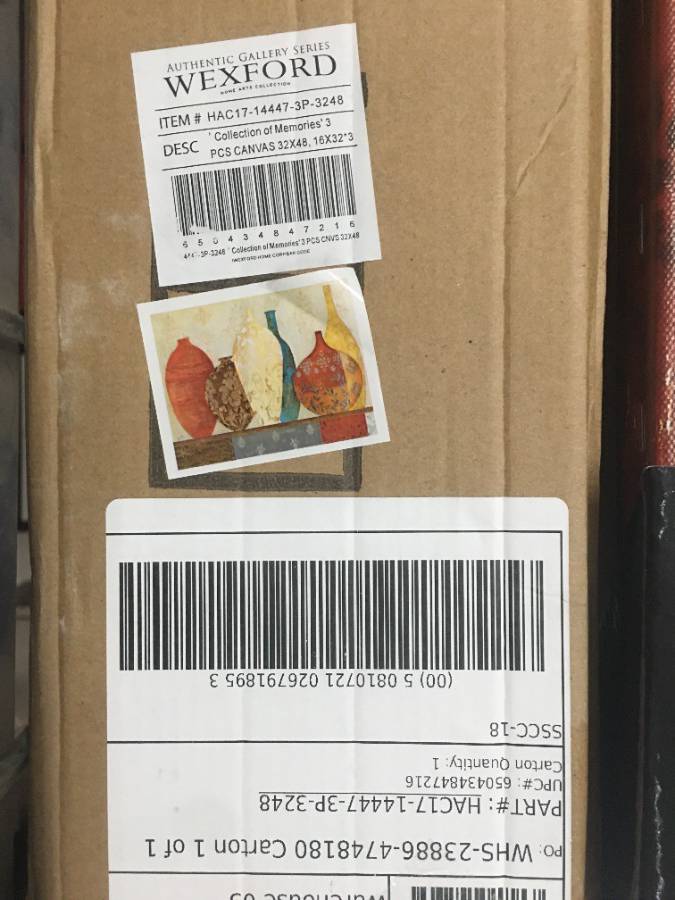 AUTHENTIC GALLERY SERIES
WEXFORD
HOME ARTS COLLECTION
ITEM # HAC17-14447-3P-3248
DESC ' Collection of Memories' 3
PCS CANVAS 32X48, 16X32*3
6 5 0 4 3 4 8 4 7 2 1 6
-3P-3248 ' Collection of Memories' 3 PCS CNVS 32X48
(00) 5 0810721 026791895 3
SSCC-18
Carton Quantity: 1
UPC#: 650434847216
PART#: HAC17-14447-3P-3248
PO: WHS-23886-4748180 Carton 1 of 1